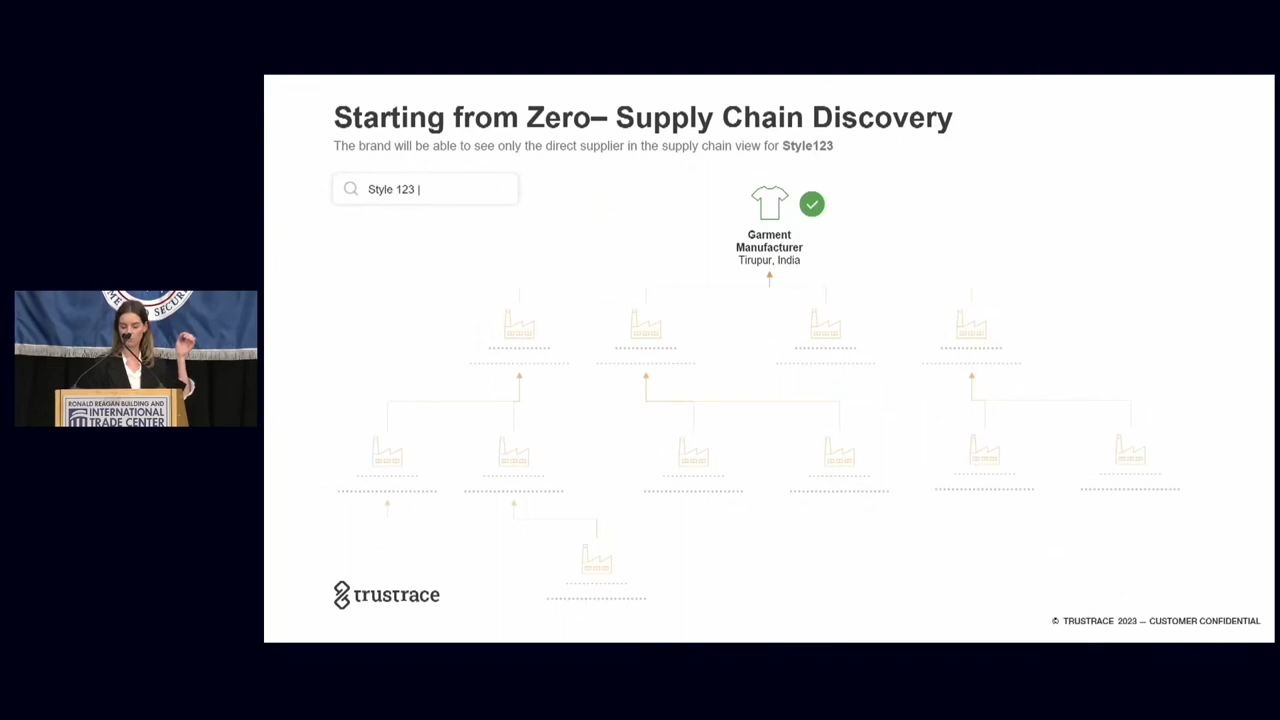 Starting from Zero– Supply Chain Discovery
The brand will be able to see only the direct supplier in the supply chain view for Style123
Style 123 |
Garment
Manufacturer
Tirupur, India
RONALD REAGAN BUILDING AND
INTERNATIONAL
TRADE CENTER
trustrace
© TRUSTRACE 2023 — CUSTOMER CONFIDENTIAL